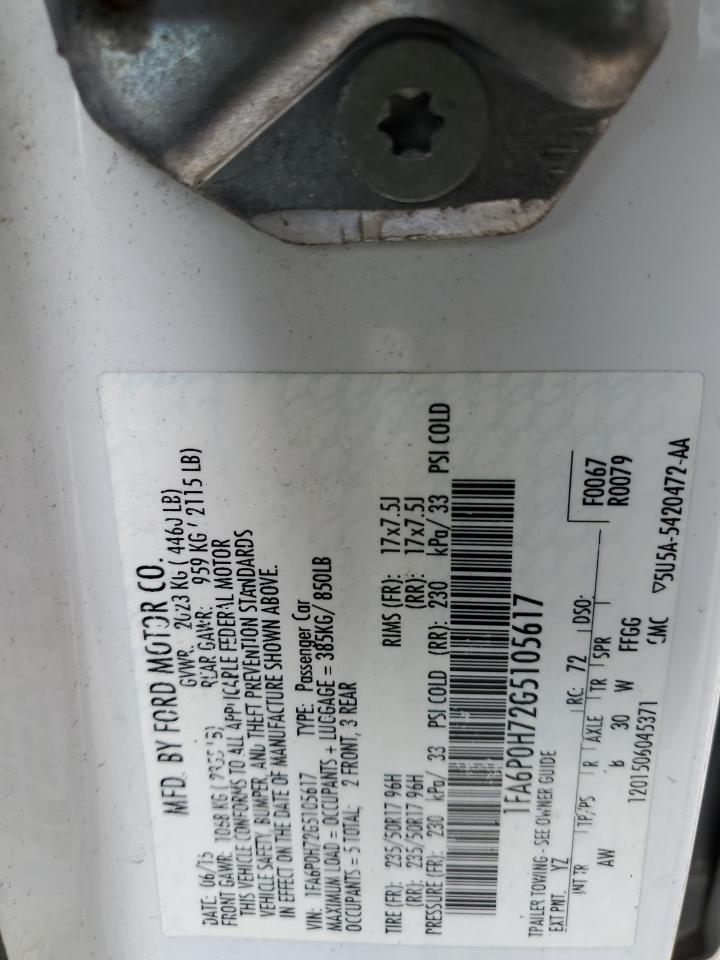 MFD. BY FORD MOTOR CO.
DATE: 06/15 GVWR: 2023 KG ( 4460 LB)
FRONT GAWR: 1068 KG ( LB) REAR GAWR: 959 KG / 2115 LB)
THIS VEHICLE CONFORMS TO ALL APPLICABLE FEDERAL MOTOR
VEHICLE SAFETY, BUMPER, AND THEFT PREVENTION STANDARDS
IN EFFECT ON THE DATE OF MANUFACTURE SHOWN ABOVE.
VIN: 1FA6P0H72G5105617 TYPE: Passenger Car
MAXIMUM LOAD = OCCUPANTS + LUGGAGE = 385KG/ 850LB
OCCUPANTS = 5 TOTAL: 2 FRONT, 3 REAR
TIRE (FR): 235/50R17 96H RIMS (FR): 17x7.5J
(RR): 235/50R17 96H (RR): 17x7.5J
PRESSURE (FR): 230 kPa/ 33 PSI COLD (RR): 230 kPa/ 33 PSI COLD
1FA6P0H72G5105617
TRAILER TOWING - SEE OWNER GUIDE
F0067
R0079
EXT PNT: YZ RC: 72 DSO:
INT TR TP/PS R AXLE TR SPR
AW 30 W FFGG
1201506045371 CMC ▽5U5A-5420472-AA